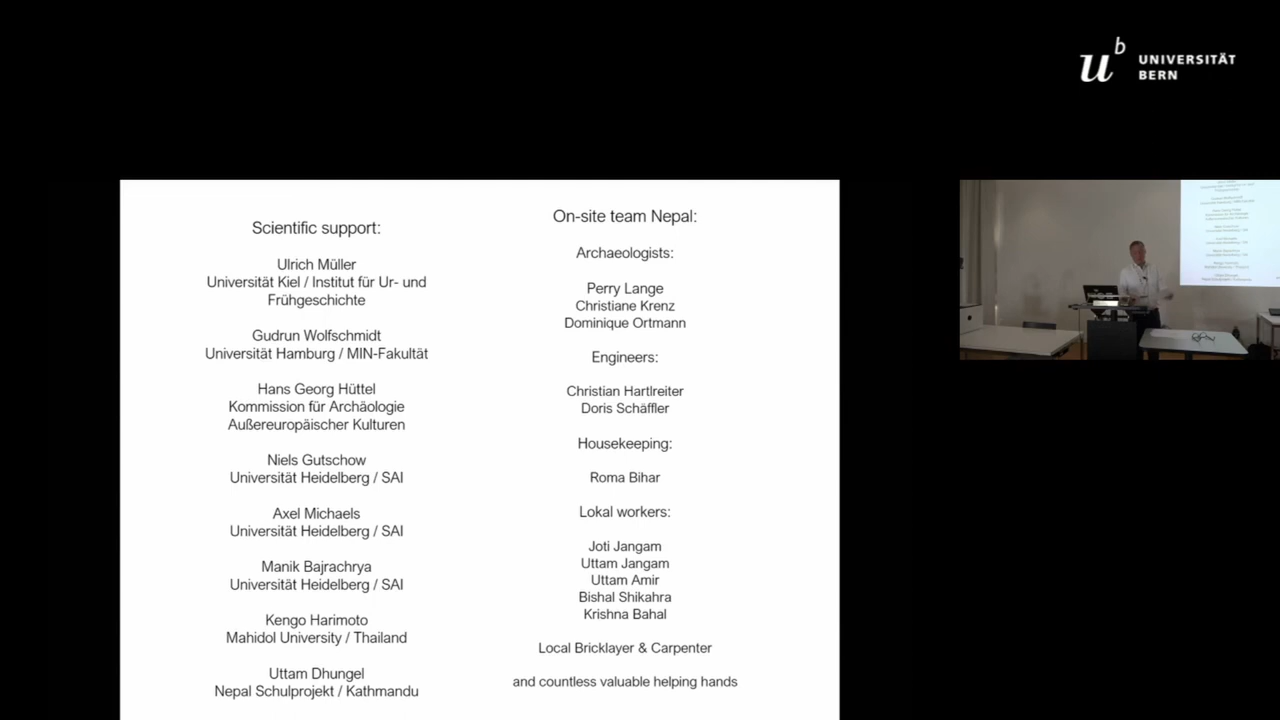 u^b
UNIVERSITÄT
BERN
Scientific support:
Ulrich Müller
Universität Kiel / Institut für Ur- und
Frühgeschichte
Gudrun Wolfschmidt
Universität Hamburg / MIN-Fakultät
Hans Georg Hüttel
Kommission für Archäologie
Außereuropäischer Kulturen
Niels Gutschow
Universität Heidelberg / SAI
Axel Michaels
Universität Heidelberg / SAI
Manik Bajrachrya
Universität Heidelberg / SAI
Kengo Harimoto
Mahidol University / Thailand
Uttam Dhungel
Nepal Schulprojekt / Kathmandu
On-site team Nepal:
Archaeologists:
Perry Lange
Christiane Krenz
Dominique Ortmann
Engineers:
Christian Hartlreiter
Doris Schäffler
Housekeeping:
Roma Bihar
Lokal workers:
Joti Jangam
Uttam Jangam
Uttam Amir
Bishal Shikahra
Krishna Bahal
Local Bricklayer & Carpenter
and countless valuable helping hands